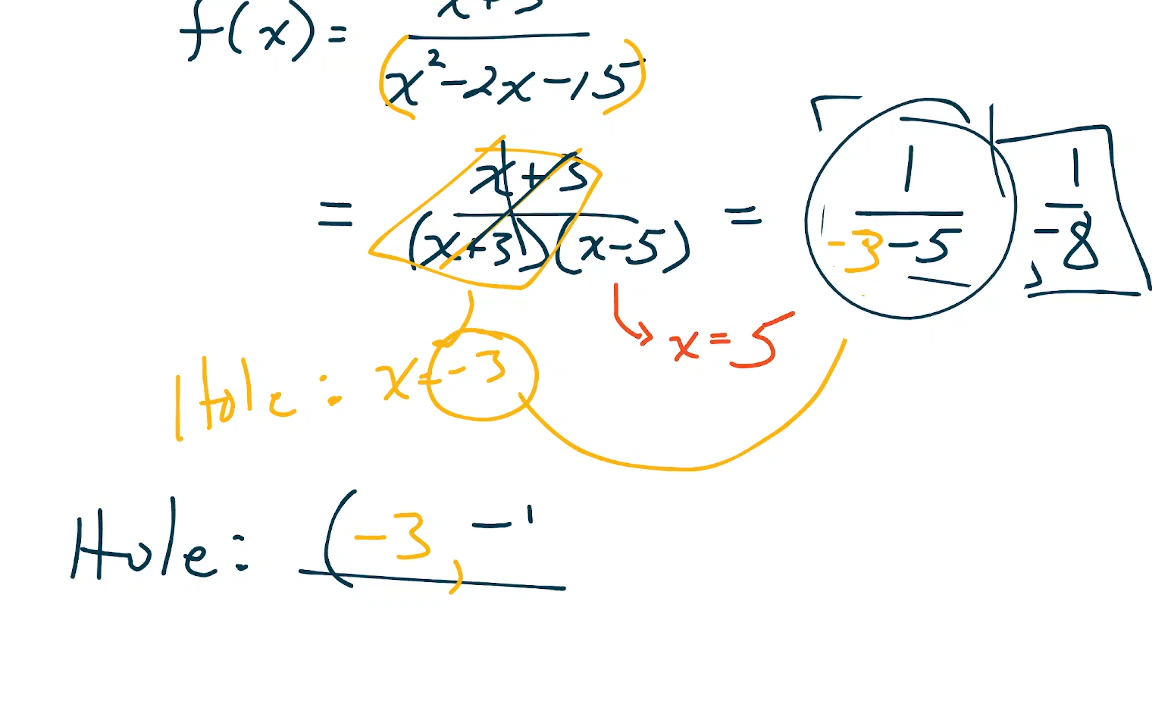 f(x) = x+3 / (x²-2x-15)
= x+3 / (x+3)(x-5) = 1 / -3-5 1 / -8
x=5
Hole: x=-3
Hole: (-3, -1